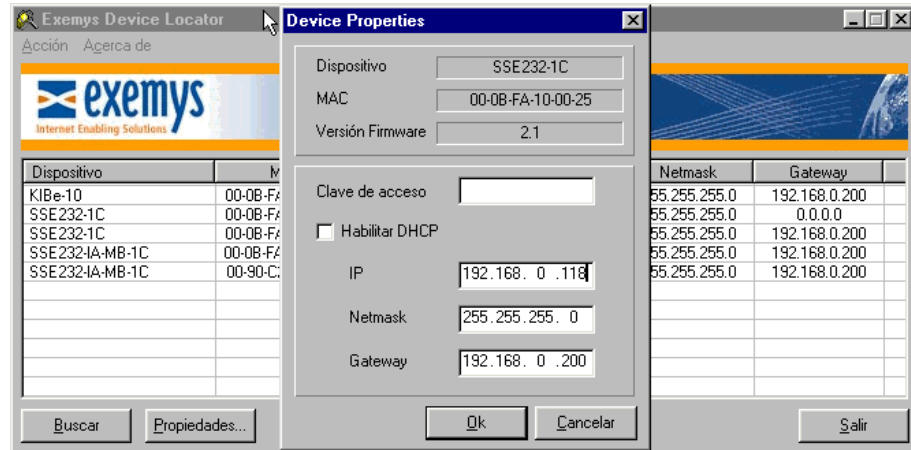 Exemys Device Locator
Acción Acerca de
exemys
Internet Enabling Solutions
Device Properties
Dispositivo SSE232-1C
MAC 00-0B-FA-10-00-25
Versión Firmware 2.1
Clave de acceso
Habilitar DHCP
IP 192.168. 0 .118
Netmask 255.255.255. 0
Gateway 192.168. 0 .200
Ok Cancelar
Dispositivo M Netmask Gateway
KIBe-10 00-0B-FA 55.255.255.0 192.168.0.200
SSE232-1C 00-0B-FA 55.255.255.0 0.0.0.0
SSE232-1C 00-0B-FA 55.255.255.0 192.168.0.200
SSE232-IA-MB-1C 00-0B-FA 55.255.255.0 192.168.0.200
SSE232-IA-MB-1C 00-90-C2 55.255.255.0 192.168.0.200
Buscar Propiedades... Salir